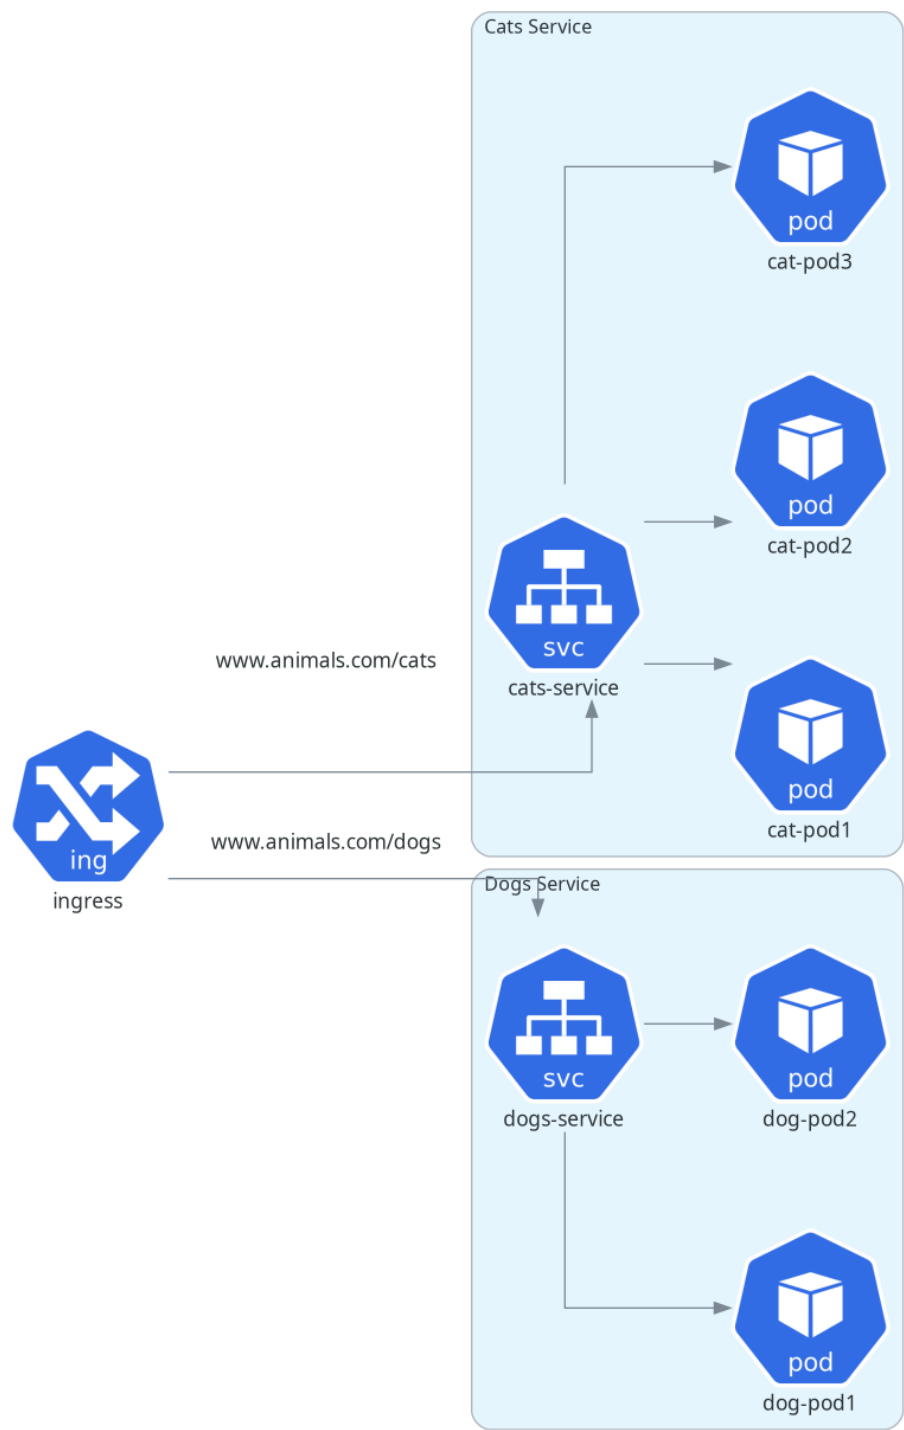 Cats Service
pod
cat-pod3
pod
cat-pod2
svc
cats-service
pod
cat-pod1
www.animals.com/cats
ing
ingress
www.animals.com/dogs
Dogs Service
svc
dogs-service
pod
dog-pod2
pod
dog-pod1